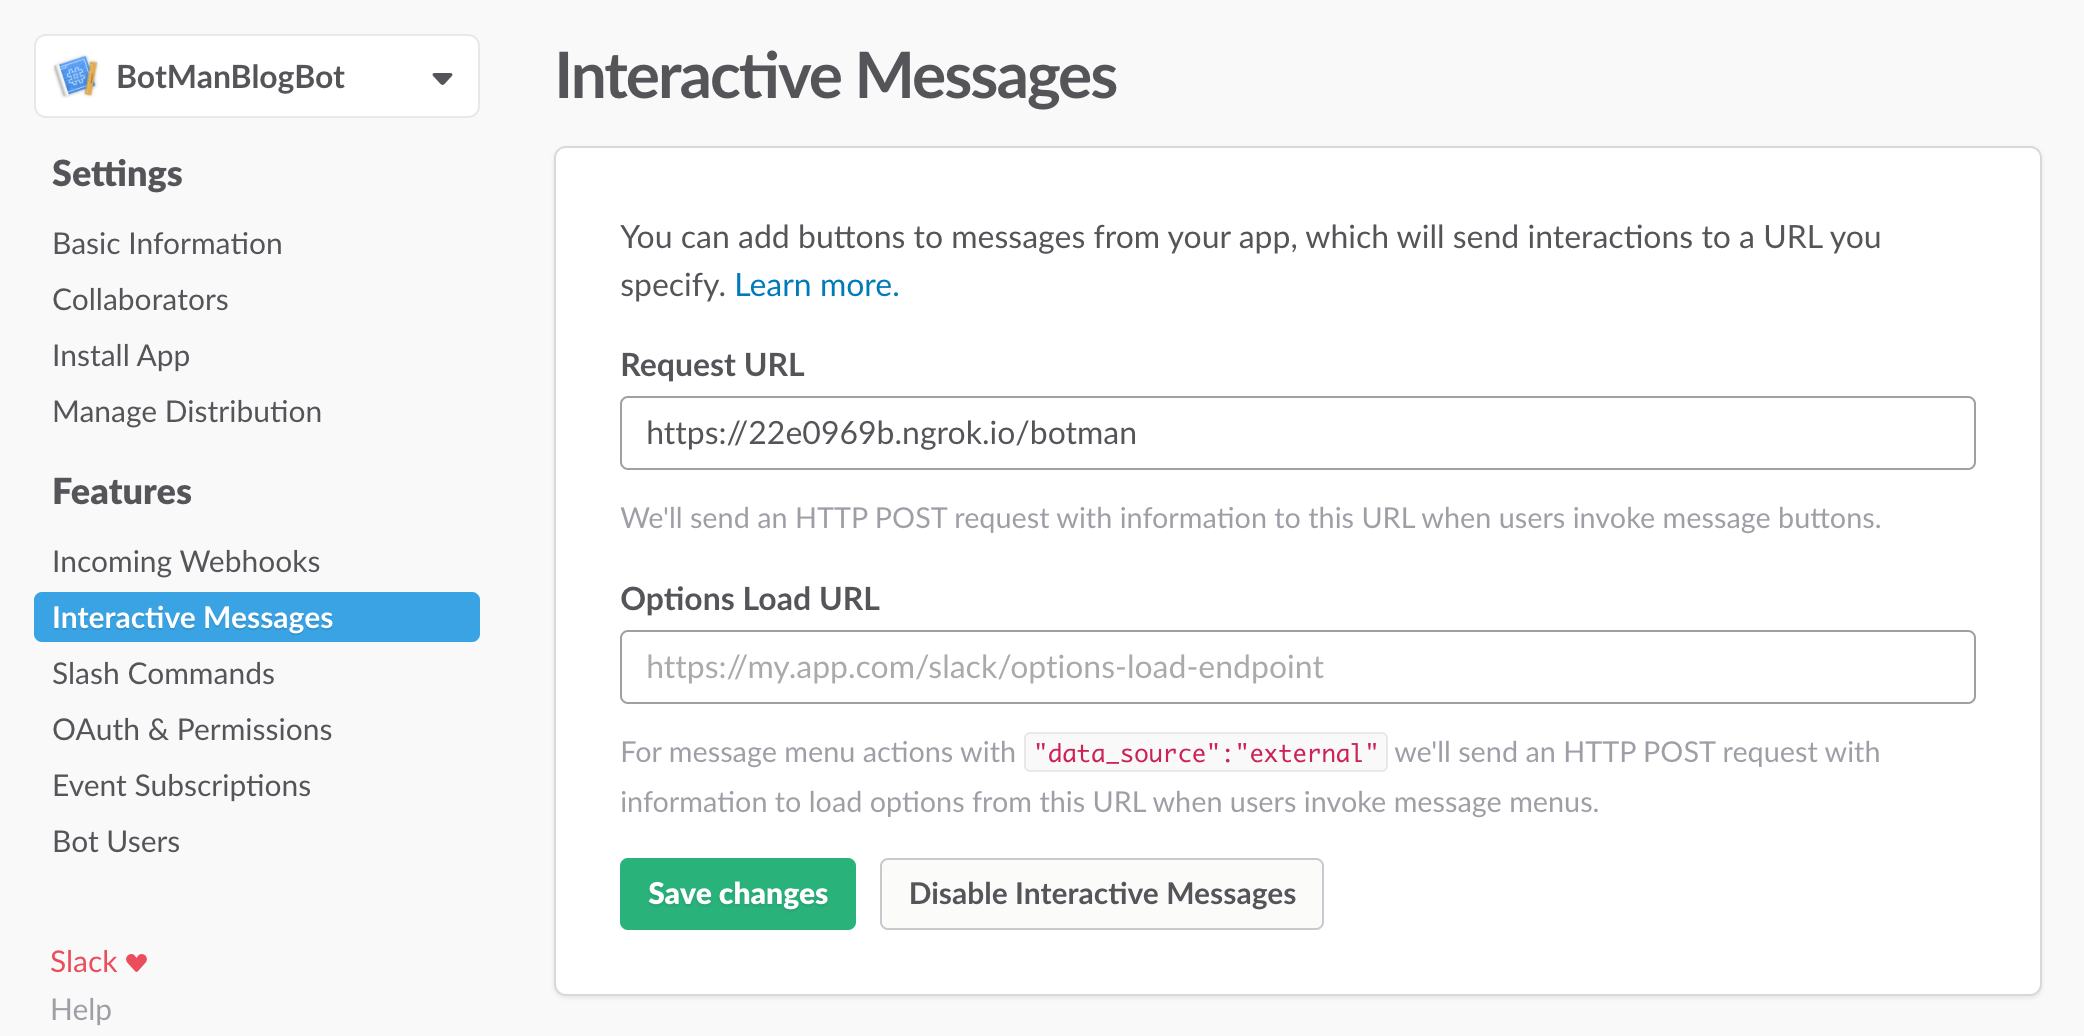 BotManBlogBot
Settings
Basic Information
Collaborators
Install App
Manage Distribution
Features
Incoming Webhooks
Interactive Messages
Slash Commands
OAuth & Permissions
Event Subscriptions
Bot Users
Slack ♥
Help
Interactive Messages
You can add buttons to messages from your app, which will send interactions to a URL you
specify. Learn more.
Request URL
https://22e0969b.ngrok.io/botman
We'll send an HTTP POST request with information to this URL when users invoke message buttons.
Options Load URL
https://my.app.com/slack/options-load-endpoint
For message menu actions with "data_source":"external" we'll send an HTTP POST request with
information to load options from this URL when users invoke message menus.
Save changes
Disable Interactive Messages